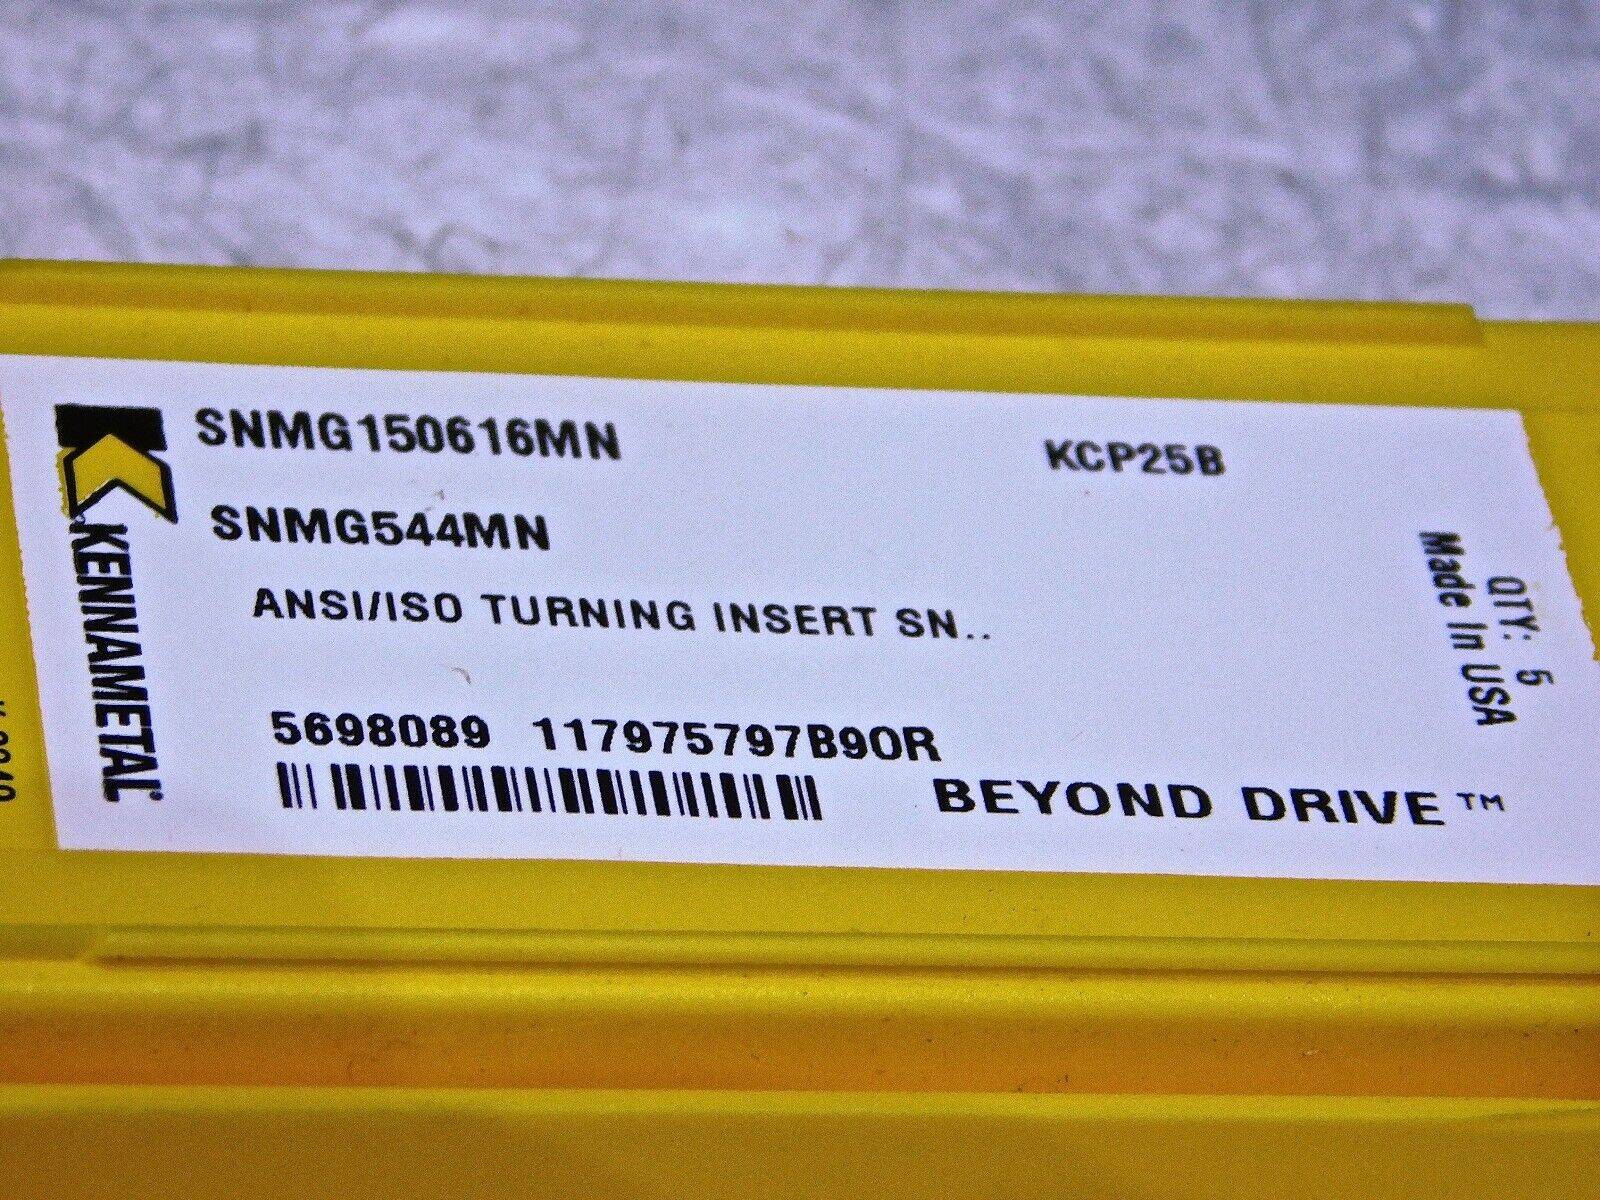 SNMG150616MN KCP25B
SNMG544MN
ANSI/ISO TURNING INSERT SN..
5698089 117975797B90R
BEYOND DRIVE™
KENNAMETAL
QTY: 5
Made In USA